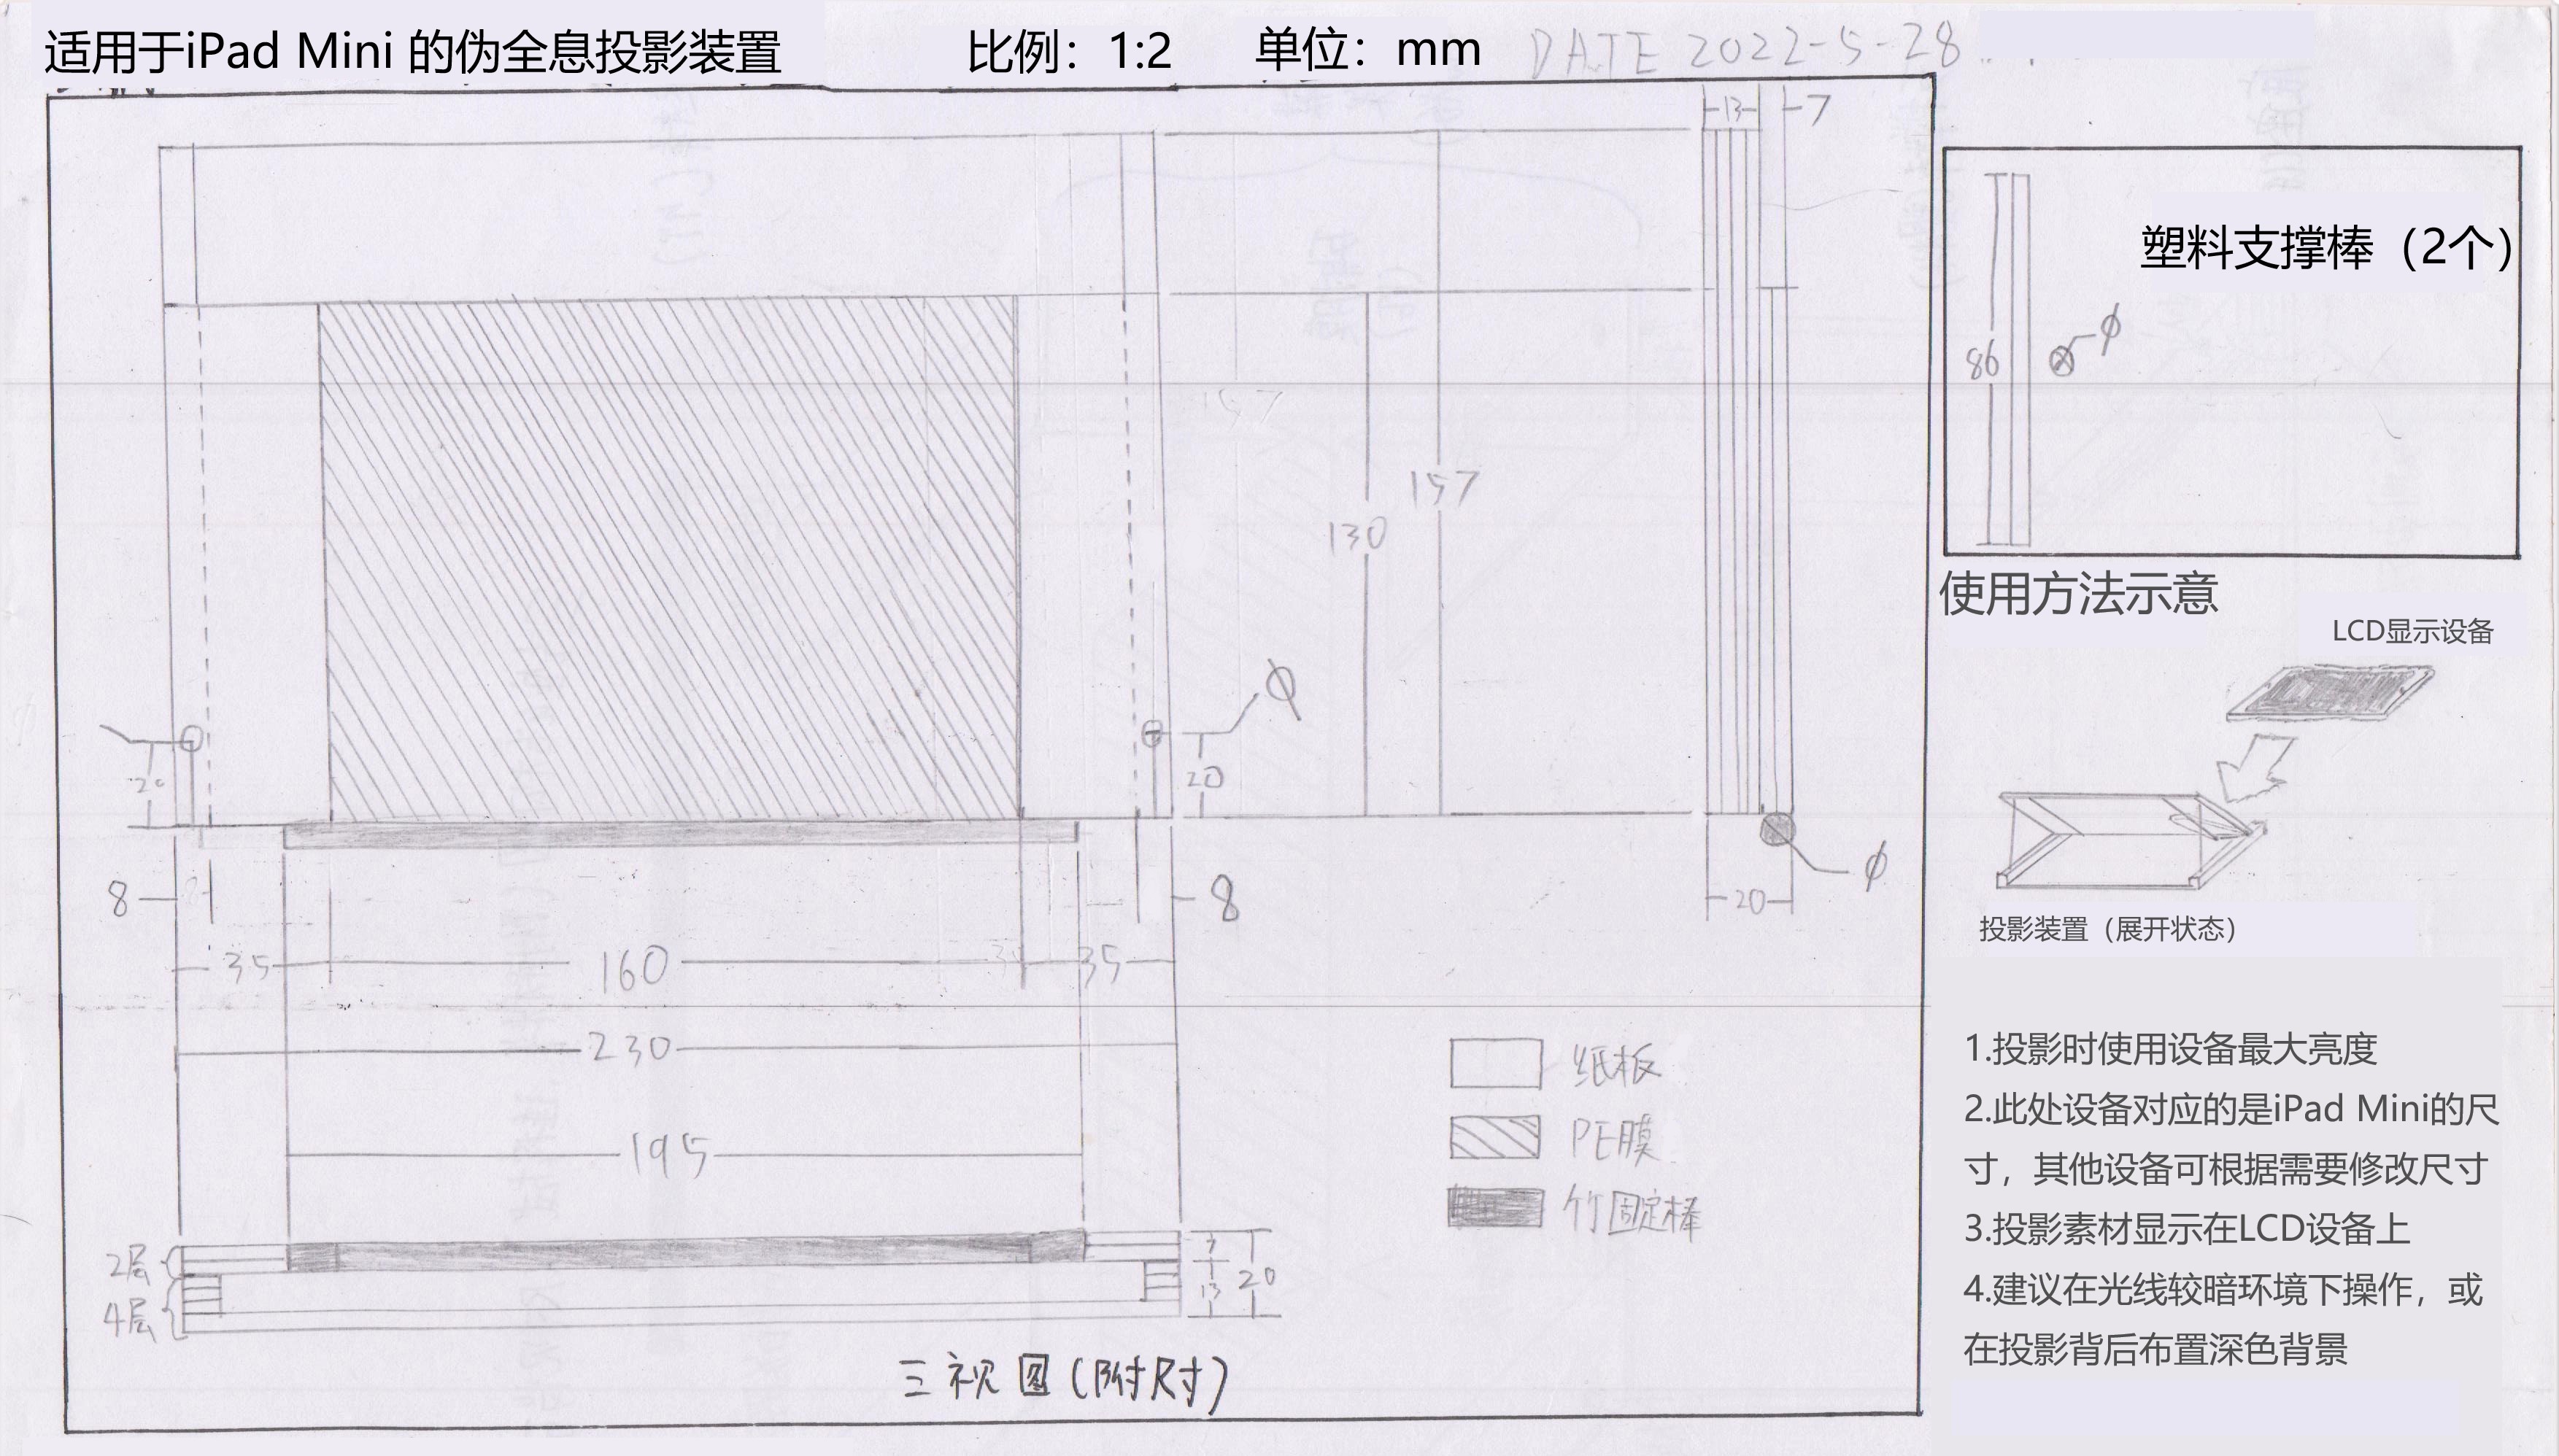 适用于iPad Mini 的伪全息投影装置
比例：1:2
单位：mm
DATE 2022-5-28
13
7
157
130
157
ϕ
20
20
8
8
ϕ
20
35
160
35
230
195
2层
4层
7
13
20
纸板
PE膜
竹固定棒
三视图(附尺寸)
塑料支撑棒（2个）
86
ϕ
使用方法示意
LCD显示设备
投影装置（展开状态）
1.投影时使用设备最大亮度
2.此处设备对应的是iPad Mini的尺
寸，其他设备可根据需要修改尺寸
3.投影素材显示在LCD设备上
4.建议在光线较暗环境下操作，或
在投影背后布置深色背景